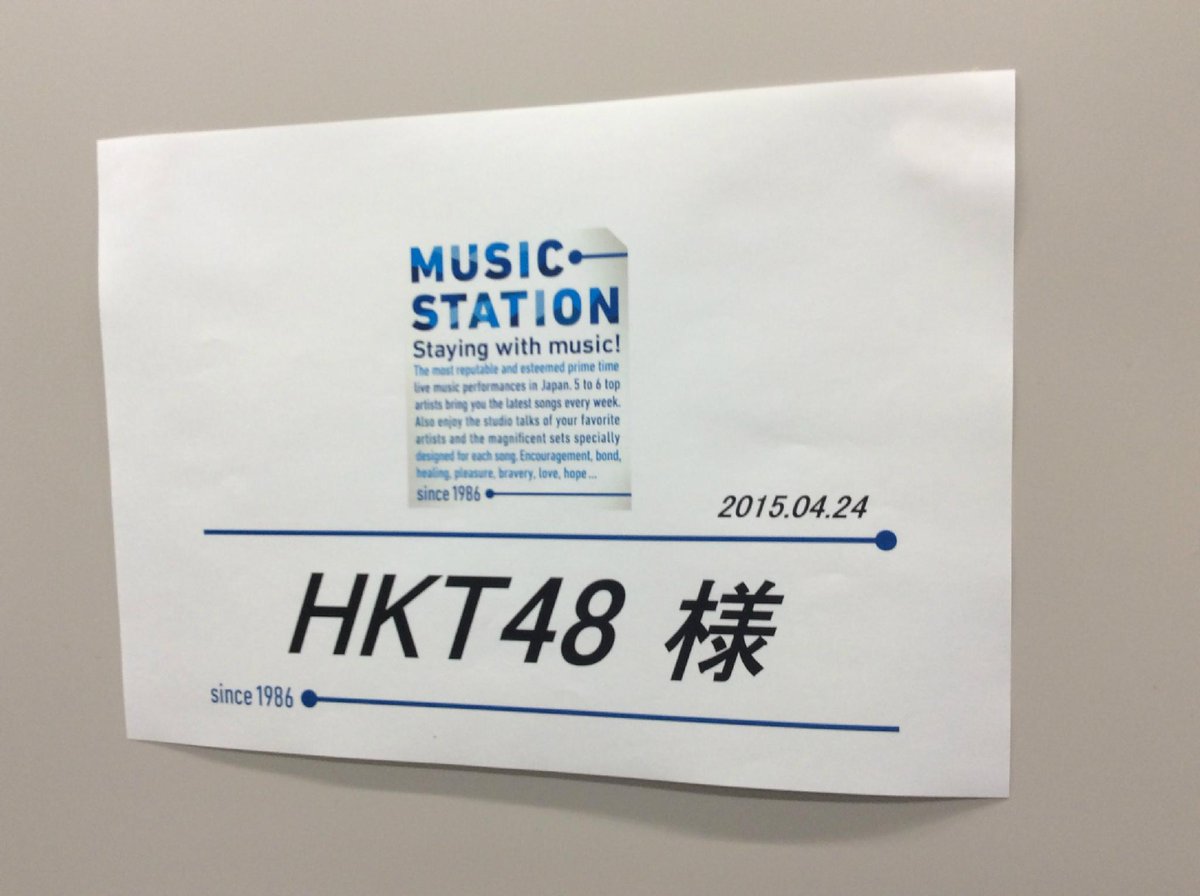 MUSIC
STATION
Staying with music!
The most reputable and esteemed prime time
live music performances in Japan. 5 to 6 top
artists bring you the latest songs every week.
Also enjoy the studio talks of your favorite
artists and the magnificent sets specially
designed for each song. Encouragement, bond,
healing, pleasure, bravery, love, hope...
since 1986
2015.04.24
HKT48 様
since 1986